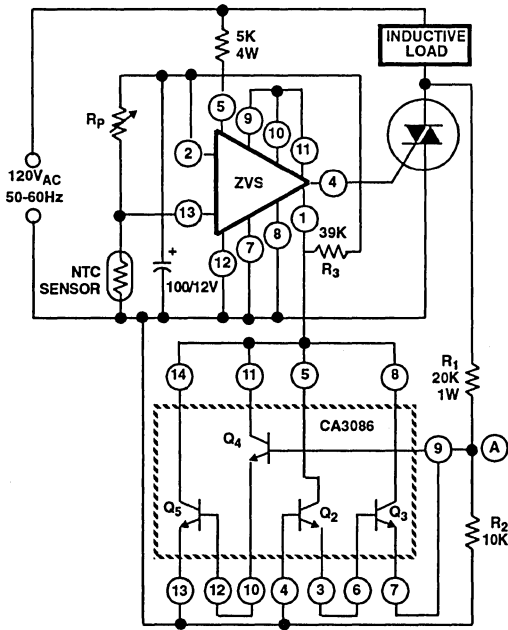 5K
4W
INDUCTIVE
LOAD
5
9
10
11
RP
2
ZVS
4
120VAC
50-60Hz
13
1
39K
R3
12
7
8
+
NTC
SENSOR
100/12V
14
11
5
8
R1
20K
1W
CA3086
Q4
9
A
Q5
Q2
Q3
R2
10K
13
12
10
4
3
6
7